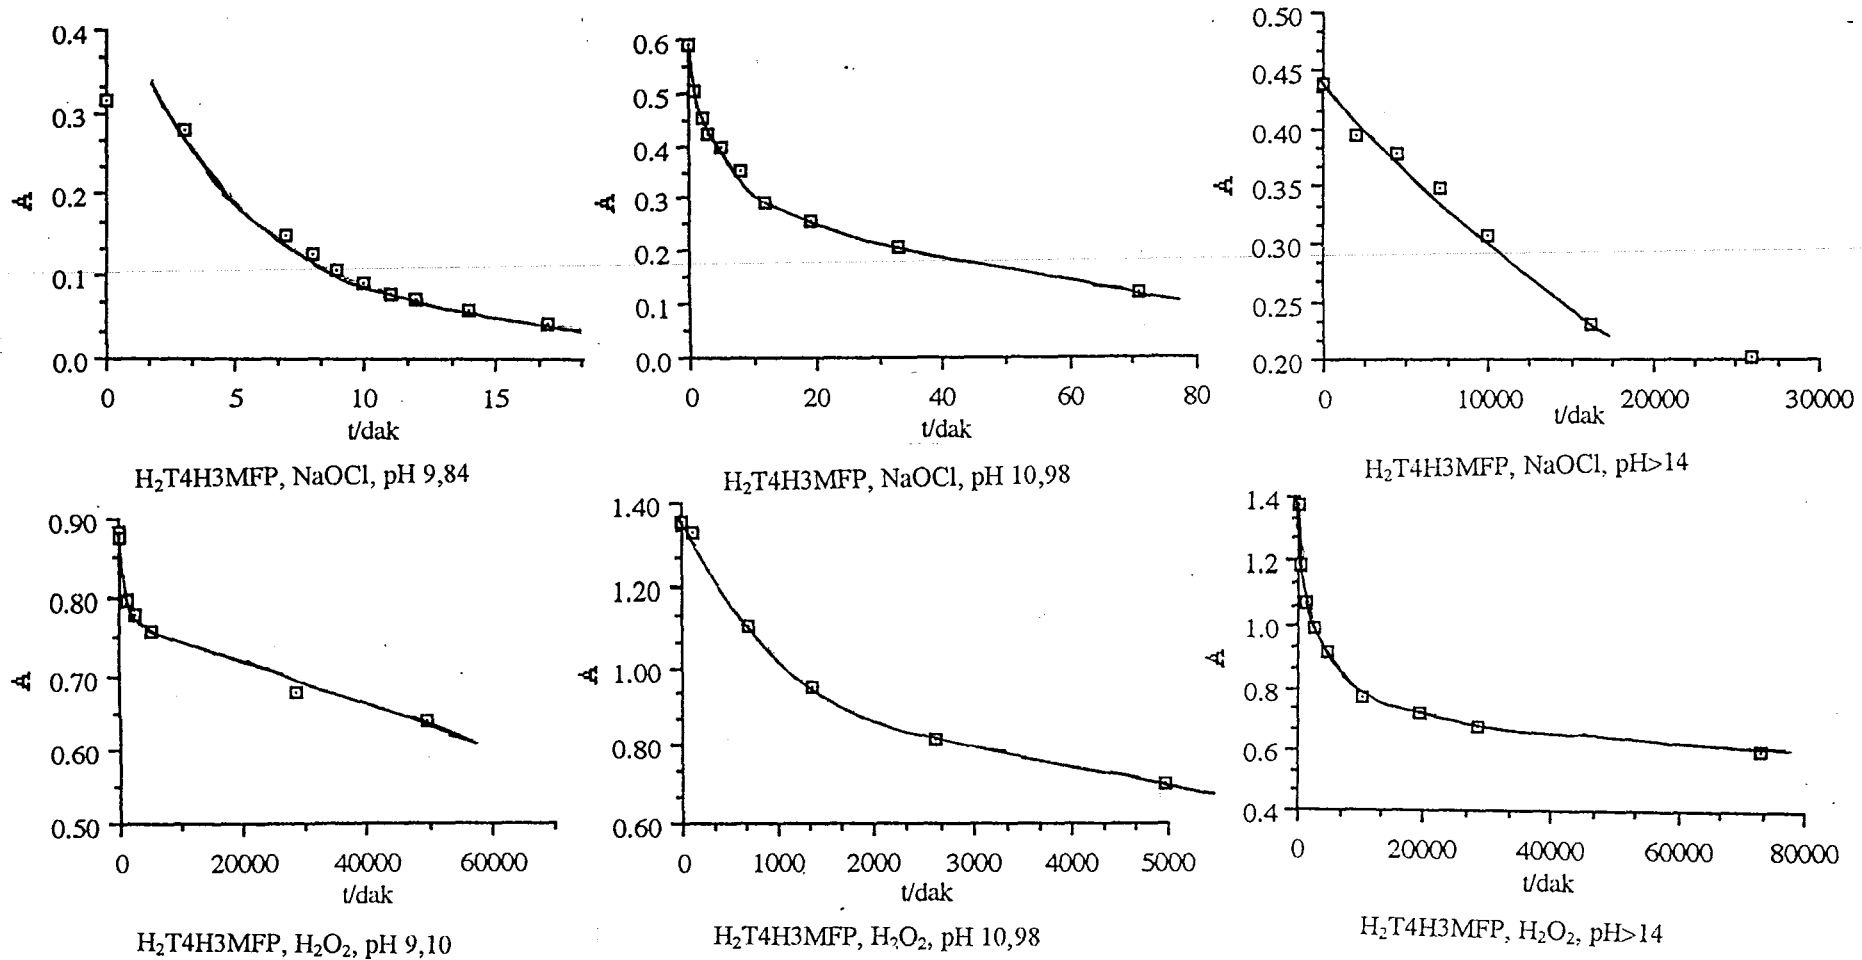 0.4
0.3
0.2
0.1
0.0
A
0 5 10 15
t/dak
H₂T4H3MFP, NaOCl, pH 9,84
0.6
0.5
0.4
0.3
0.2
0.1
0.0
A
0 20 40 60 80
t/dak
H₂T4H3MFP, NaOCl, pH 10,98
0.50
0.45
0.40
0.35
0.30
0.25
0.20
A
0 10000 20000 30000
t/dak
H₂T4H3MFP, NaOCl, pH>14
0.90
0.80
0.70
0.60
0.50
A
0 20000 40000 60000
t/dak
H₂T4H3MFP, H₂O₂, pH 9,10
1.40
1.20
1.00
0.80
0.60
A
0 1000 2000 3000 4000 5000
t/dak
H₂T4H3MFP, H₂O₂, pH 10,98
1.4
1.2
1.0
0.8
0.6
0.4
A
0 20000 40000 60000 80000
t/dak
H₂T4H3MFP, H₂O₂, pH>14